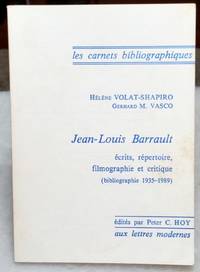 les carnets bibliographiques
HÉLÈNE VOLAT-SHAPIRO
GERHARD M. VASCO
Jean-Louis Barrault
écrits, répertoire,
filmographie et critique
(bibliographie 1935-1989)
édités par Peter C. HOY
aux lettres modernes